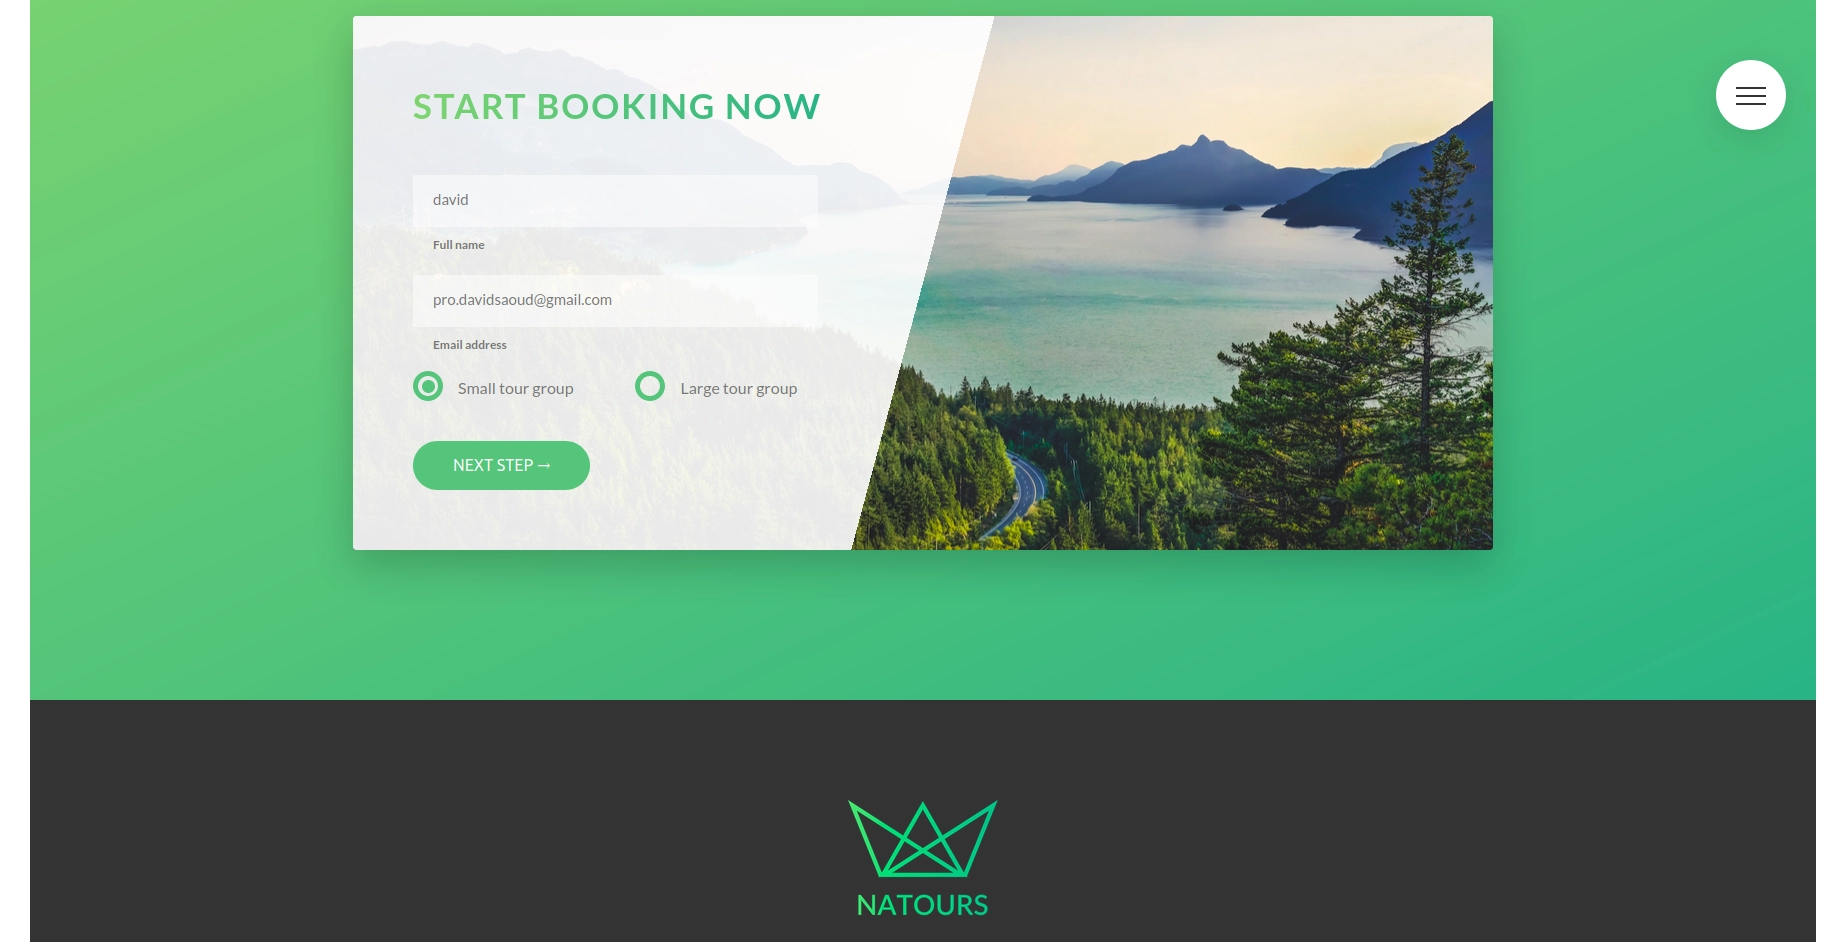 START BOOKING NOW
david
Full name
pro.davidsaoud@gmail.com
Email address
Small tour group
Large tour group
NEXT STEP →
NATOURS